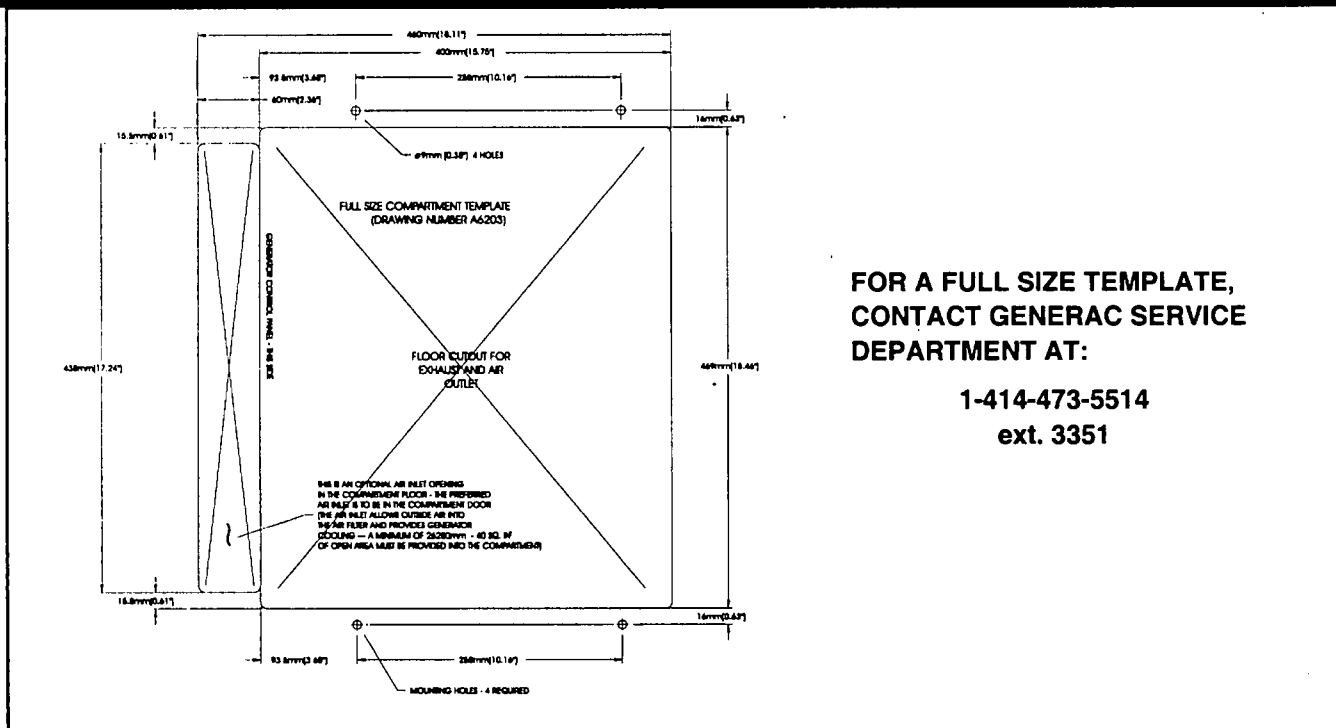 460mm(18.11")
400mm(15.75")
93.8mm(3.68")
258mm(10.16")
60mm(2.36")
16mm(0.63")
15.5mm(0.61")
ø9mm (0.38") 4 HOLES
FULL SIZE COMPARTMENT TEMPLATE
(DRAWING NUMBER A6203)
GENERATOR CONTROL PANEL - THIS SIDE
438mm(17.24")
FLOOR CUTOUT FOR
EXHAUST AND AIR
OUTLET
469mm(18.46")
THIS IS AN OPTIONAL AIR INLET OPENING
IN THE COMPARTMENT FLOOR - THE PREFERRED
AIR INLET IS TO BE IN THE COMPARTMENT DOOR
(THE AIR INLET ALLOWS OUTSIDE AIR INTO
THE AIR FILTER AND PROVIDES GENERATOR
COOLING — A MINIMUM OF 26280mm - 40 SQ. IN
OF OPEN AREA MUST BE PROVIDED INTO THE COMPARTMENT)
15.5mm(0.61")
16mm(0.63")
93.8mm(3.68")
258mm(10.16")
MOUNTING HOLES - 4 REQUIRED
FOR A FULL SIZE TEMPLATE,
CONTACT GENERAC SERVICE
DEPARTMENT AT:
1-414-473-5514
ext. 3351